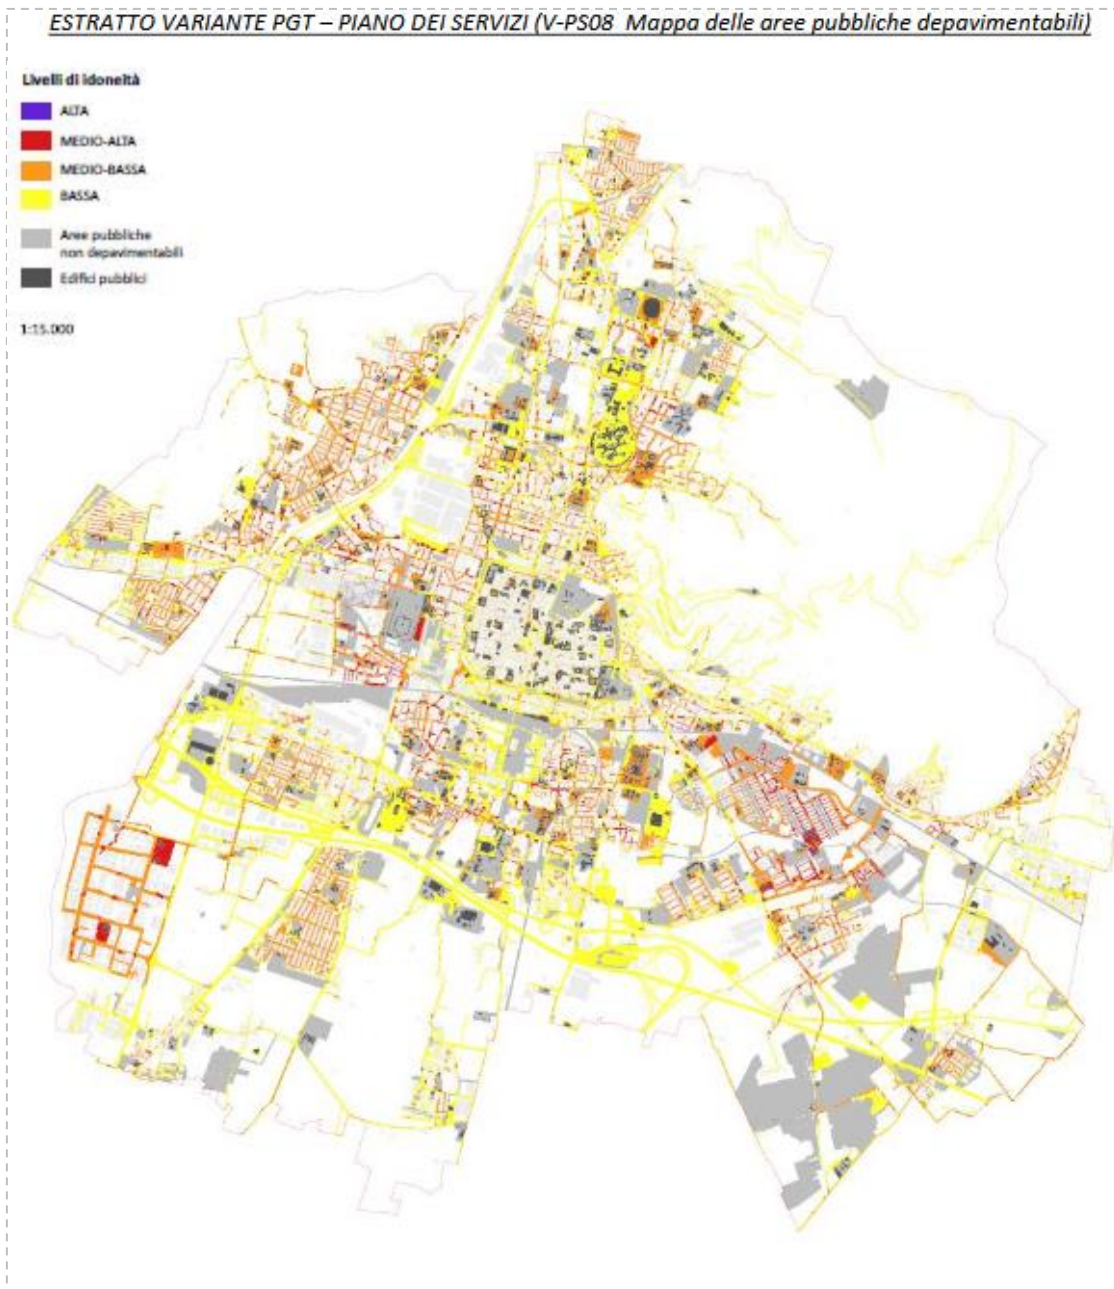 ESTRATTO VARIANTE PGT – PIANO DEI SERVIZI (V-PS08 Mappa delle aree pubbliche depavimentabili)
Livelli di idoneità
ALTA
MEDIO-ALTA
MEDIO-BASSA
BASSA
Aree pubbliche
non depavimentabili
Edifici pubblici
1:15.000